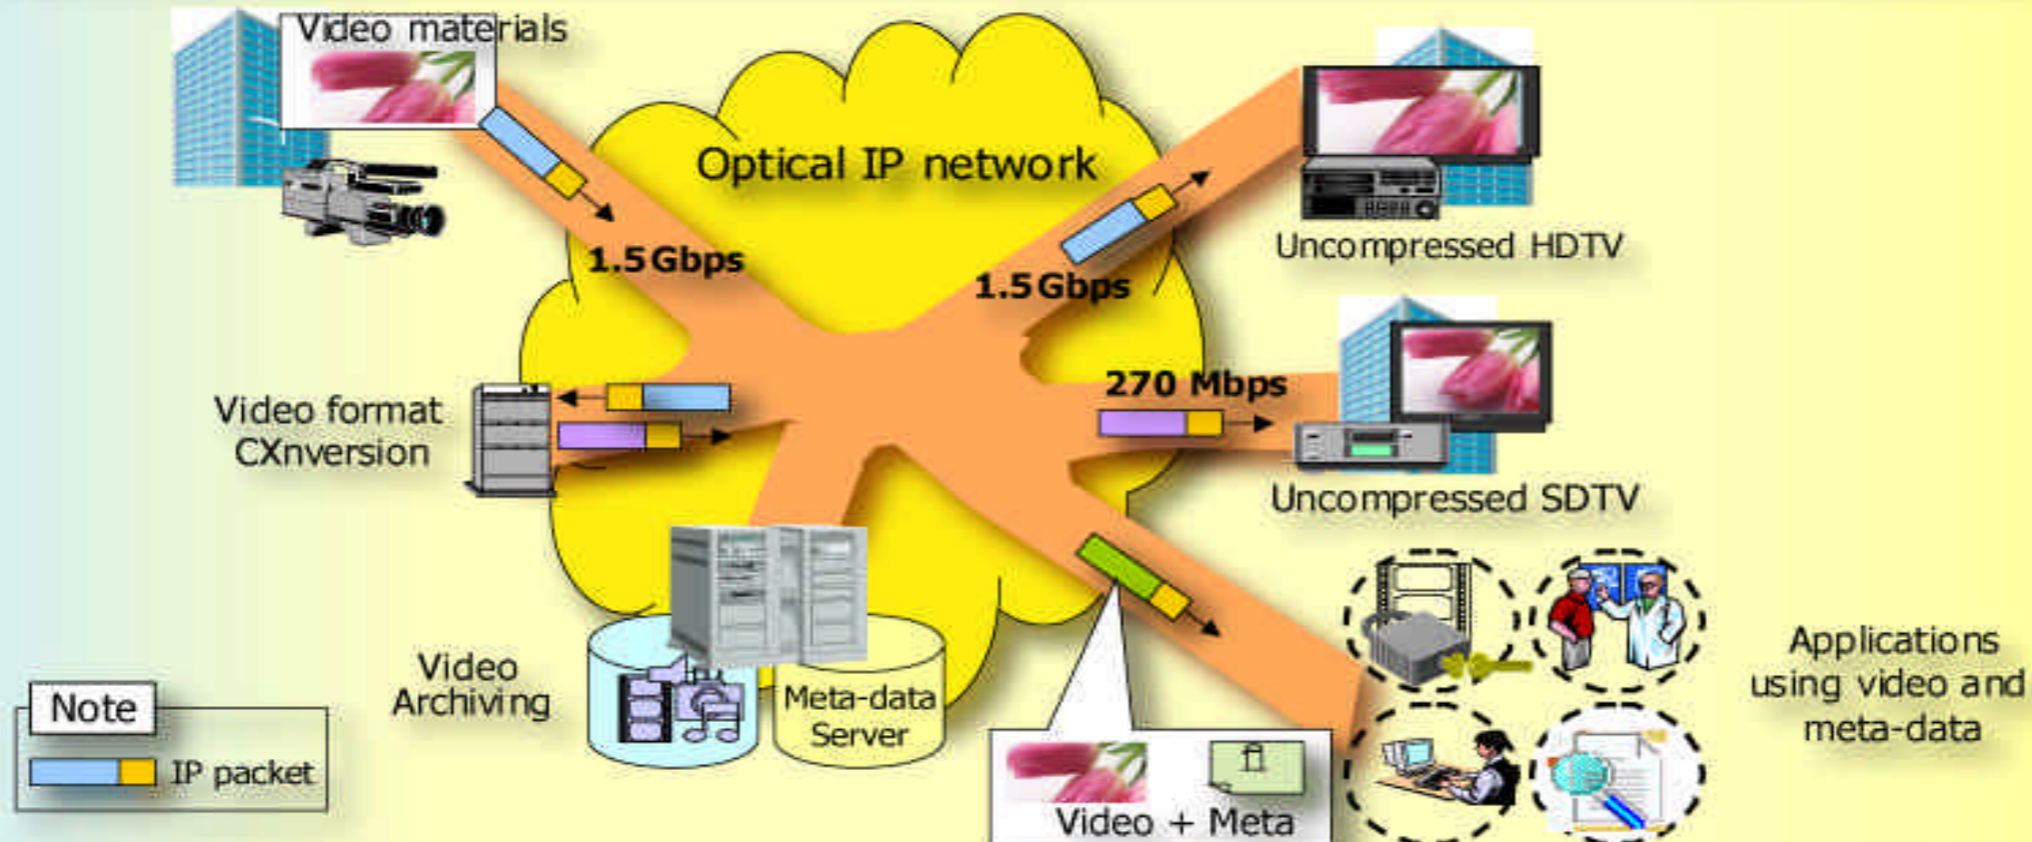 Video materials
Optical IP network
1.5Gbps
1.5Gbps
Uncompressed HDTV
270 Mbps
Video format
CXnversion
Uncompressed SDTV
Video
Archiving
Meta-data
Server
Applications
using video and
meta-data
Note
IP packet
Video + Meta